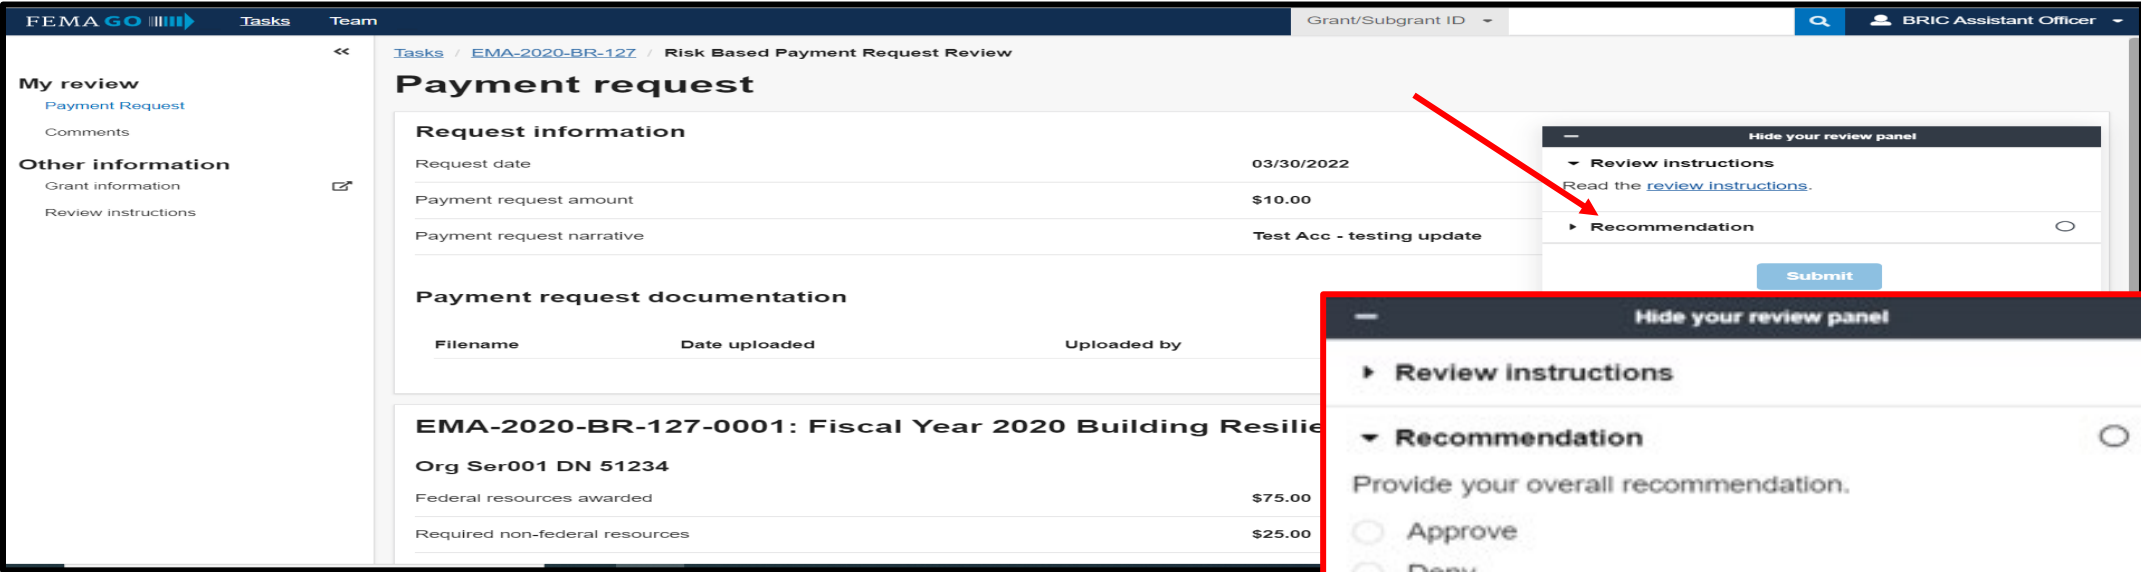 FEMA GO Tasks Team Grant/Subgrant ID BRIC Assistant Officer
«
Tasks / EMA-2020-BR-127 / Risk Based Payment Request Review
My review
Payment Request
Comments
Other information
Grant information
Review instructions
Payment request
Request information
Request date 03/30/2022
Payment request amount $10.00
Payment request narrative Test Acc - testing update
Payment request documentation
Filename Date uploaded Uploaded by
EMA-2020-BR-127-0001: Fiscal Year 2020 Building Resilie
Org Ser001 DN 51234
Federal resources awarded $75.00
Required non-federal resources $25.00
Hide your review panel
Review instructions
Read the review instructions.
Recommendation
Submit
Hide your review panel
Review instructions
Recommendation
Provide your overall recommendation.
Approve
Deny